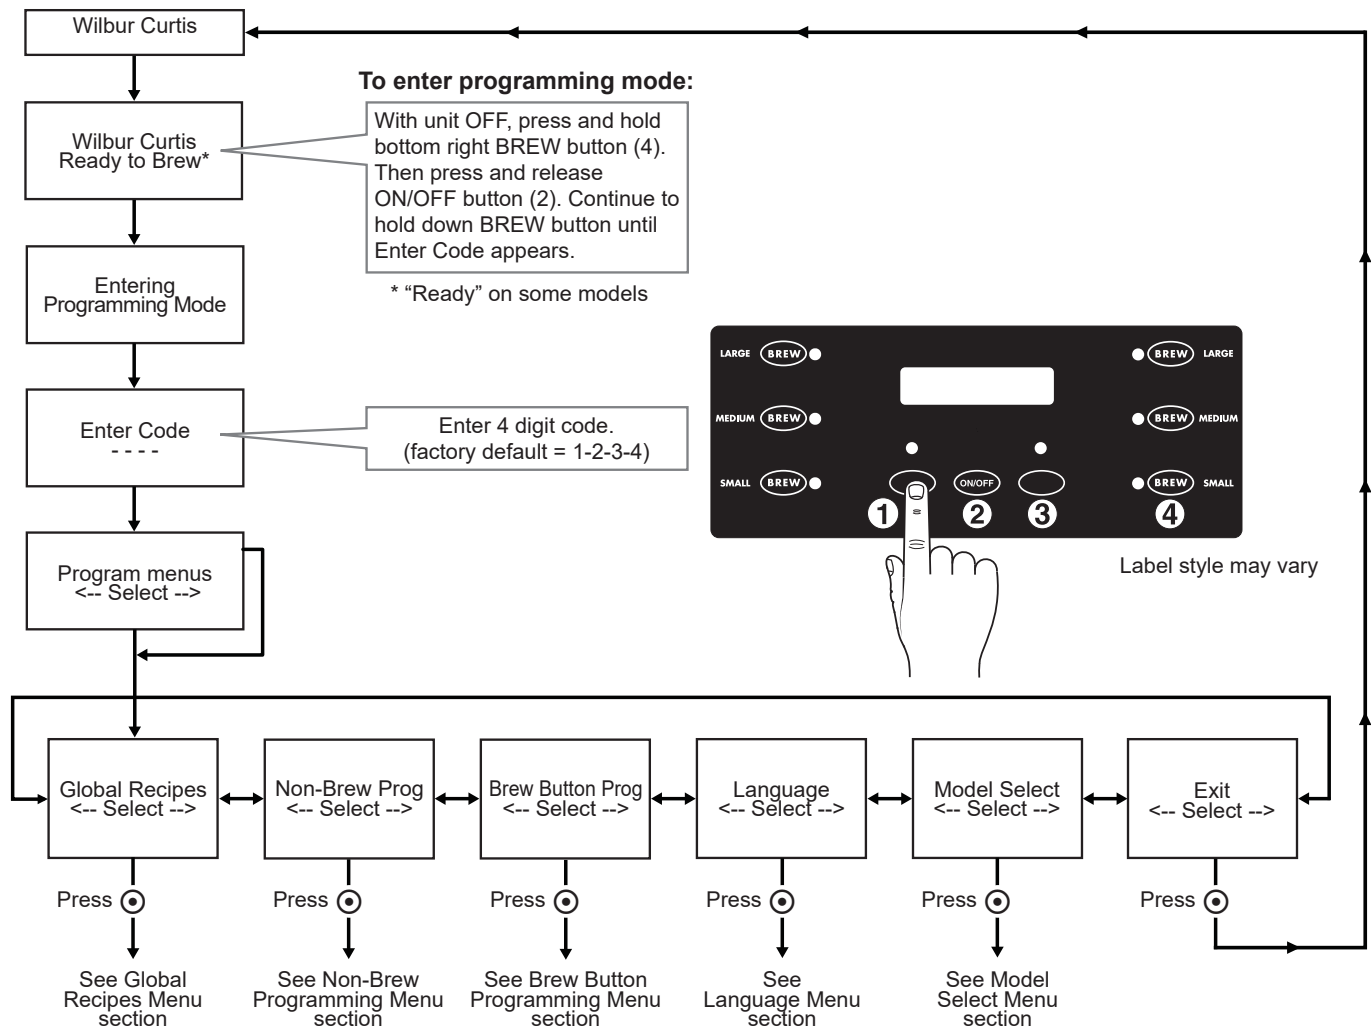 Wilbur Curtis
To enter programming mode:
Wilbur Curtis
Ready to Brew*
With unit OFF, press and hold
bottom right BREW button (4).
Then press and release
ON/OFF button (2). Continue to
hold down BREW button until
Enter Code appears.
* “Ready” on some models
Entering
Programming Mode
Enter Code
- - - -
Enter 4 digit code.
(factory default = 1-2-3-4)
LARGE BREW
BREW LARGE
MEDIUM BREW
BREW MEDIUM
SMALL BREW
ON/OFF
BREW SMALL
1 2 3 4
Label style may vary
Program menus
<-- Select -->
Global Recipes
<-- Select -->
Non-Brew Prog
<-- Select -->
Brew Button Prog
<-- Select -->
Language
<-- Select -->
Model Select
<-- Select -->
Exit
<-- Select -->
Press
Press
Press
Press
Press
Press
See Global
Recipes Menu
section
See Non-Brew
Programming Menu
section
See Brew Button
Programming Menu
section
See
Language Menu
section
See Model
Select Menu
section